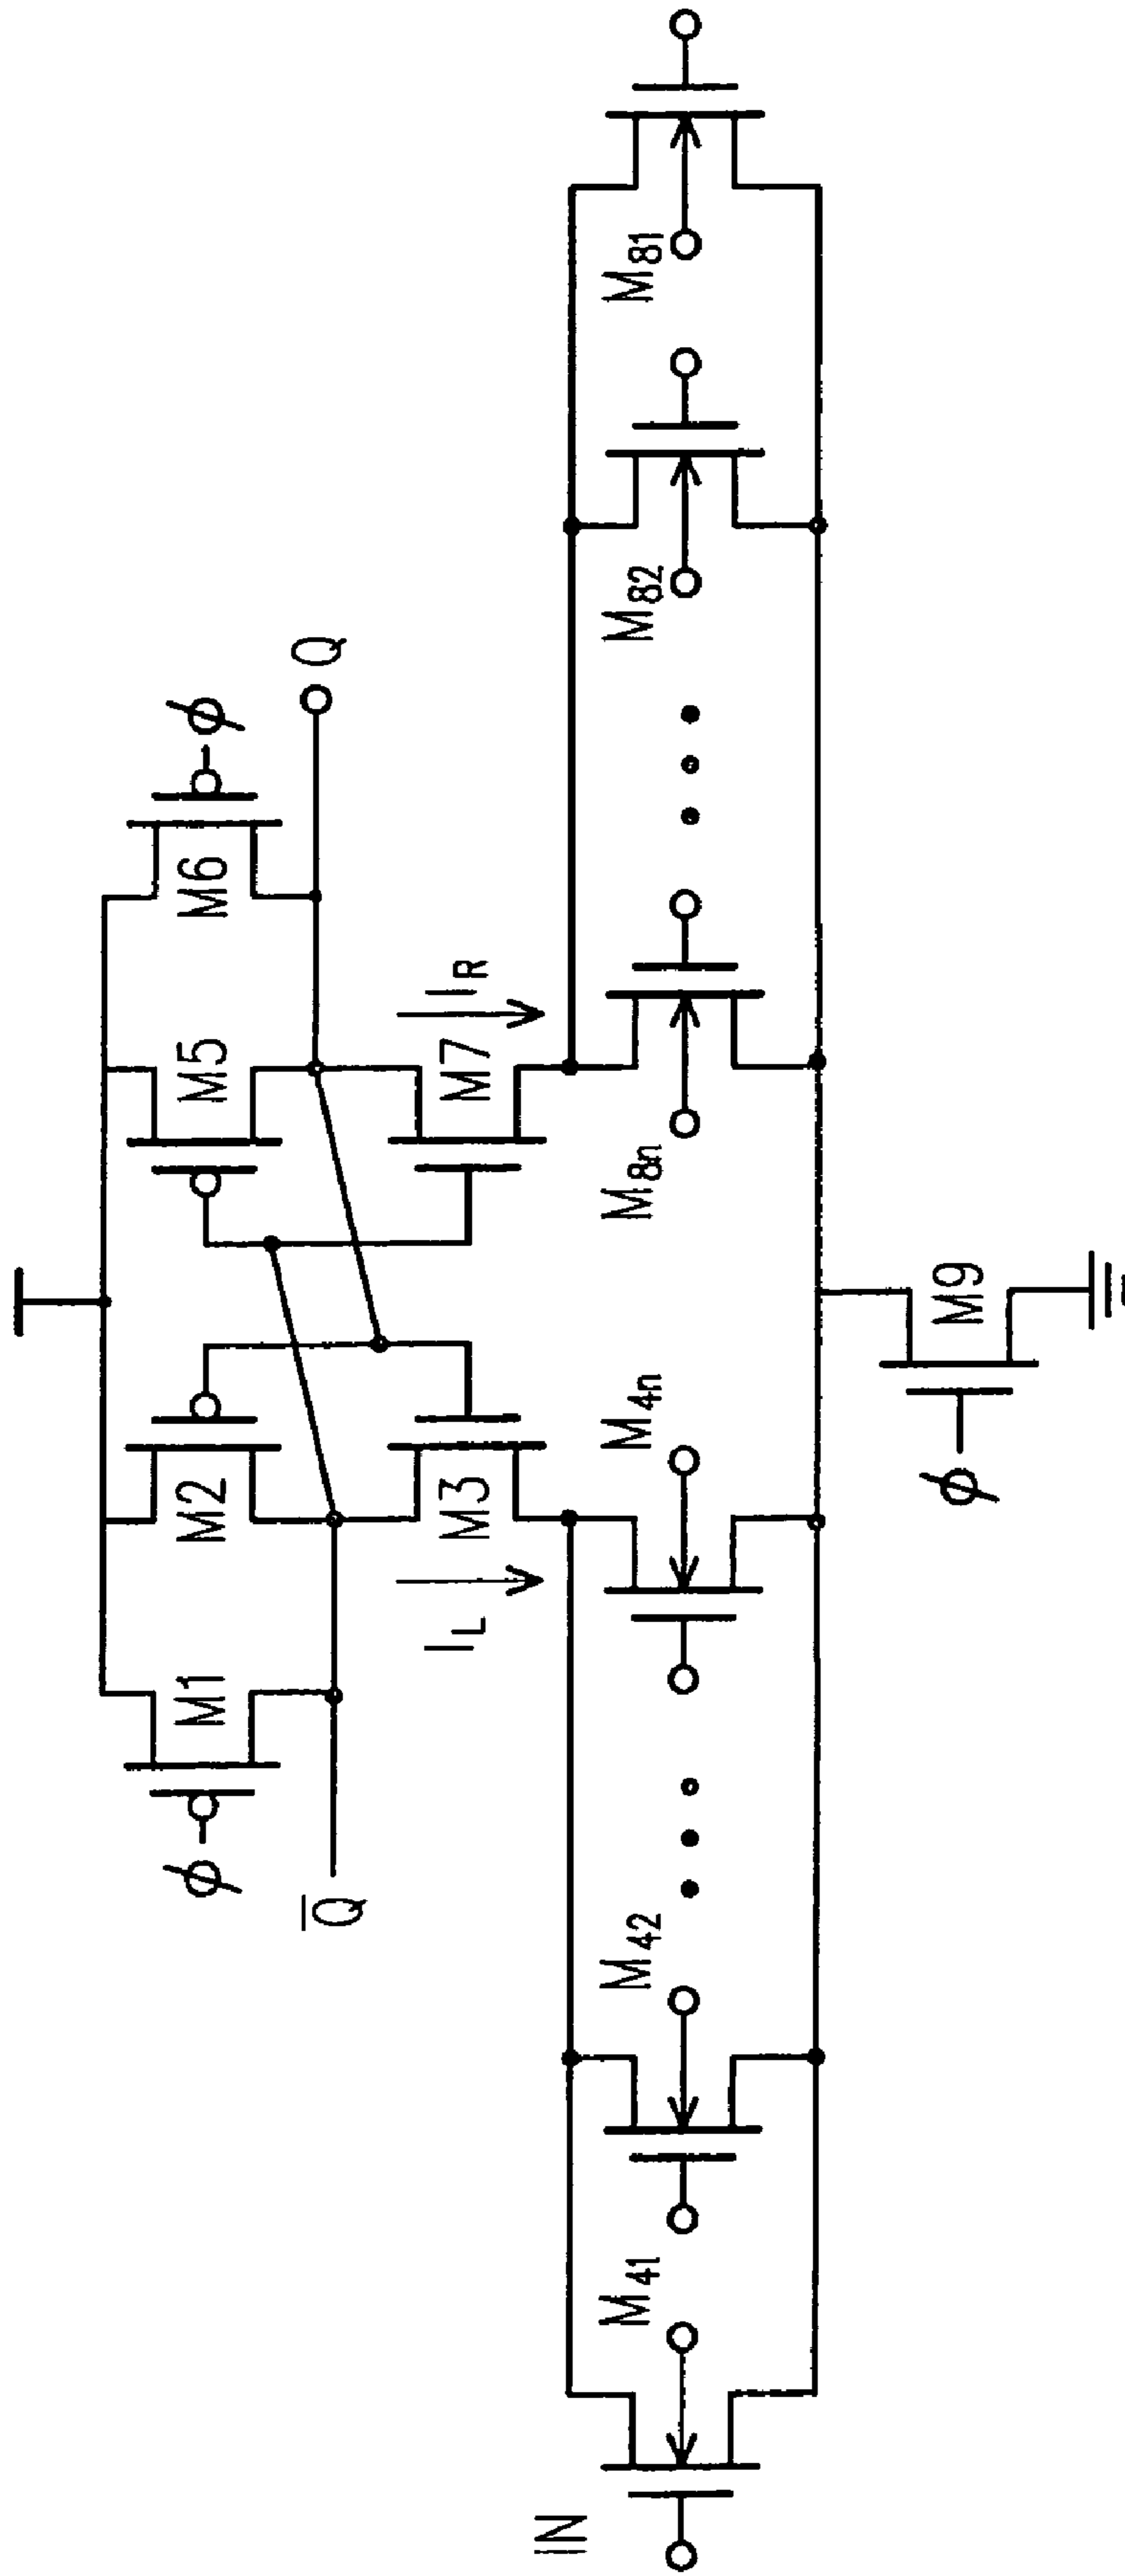 ϕ
M1
M2
M5
M6
ϕ
Q̅
Q
I_L
M3
M7
I_R
IN
M₄₁
M₄₂
M₄ₙ
M₈ₙ
M₈₂
M₈₁
ϕ
M9